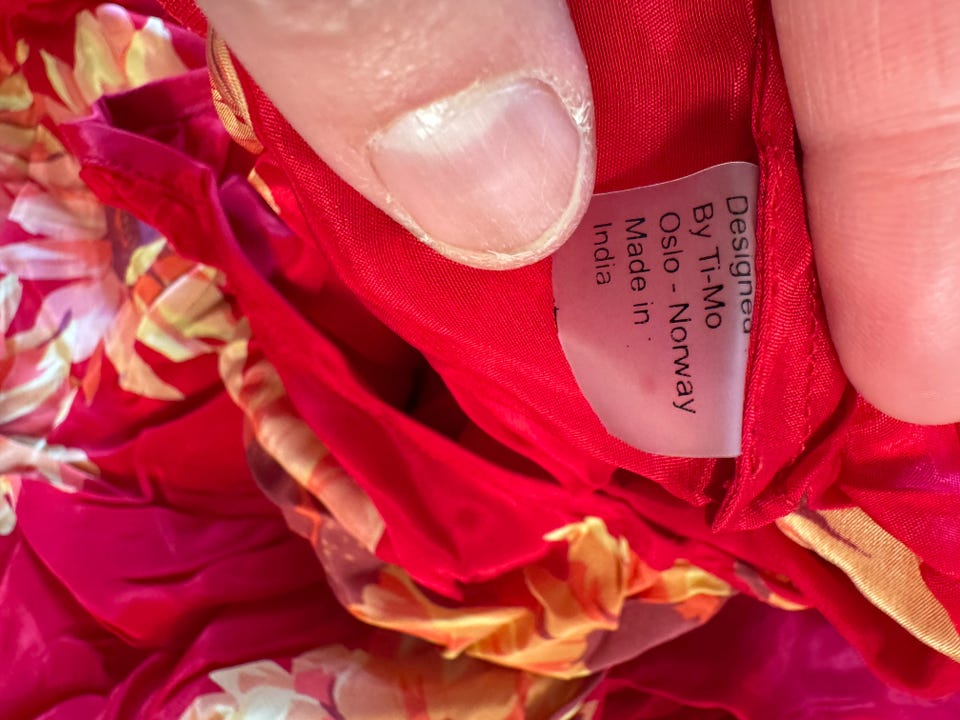 Designed
By Ti-Mo
Oslo - Norway
Made in
India